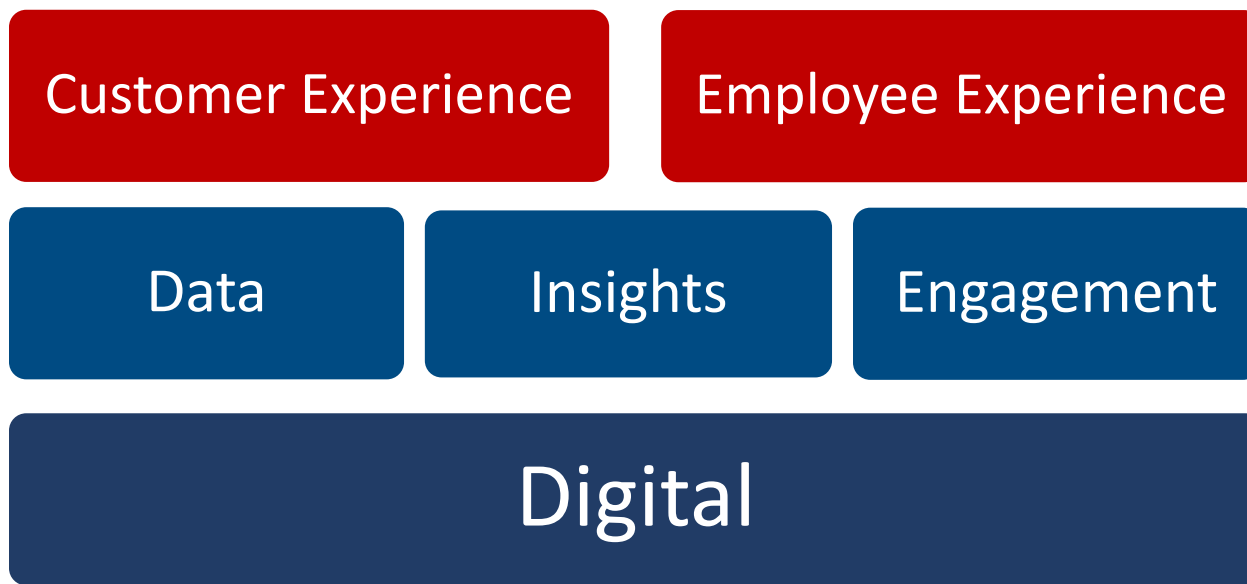 Customer Experience
Employee Experience
Data
Insights
Engagement
Digital